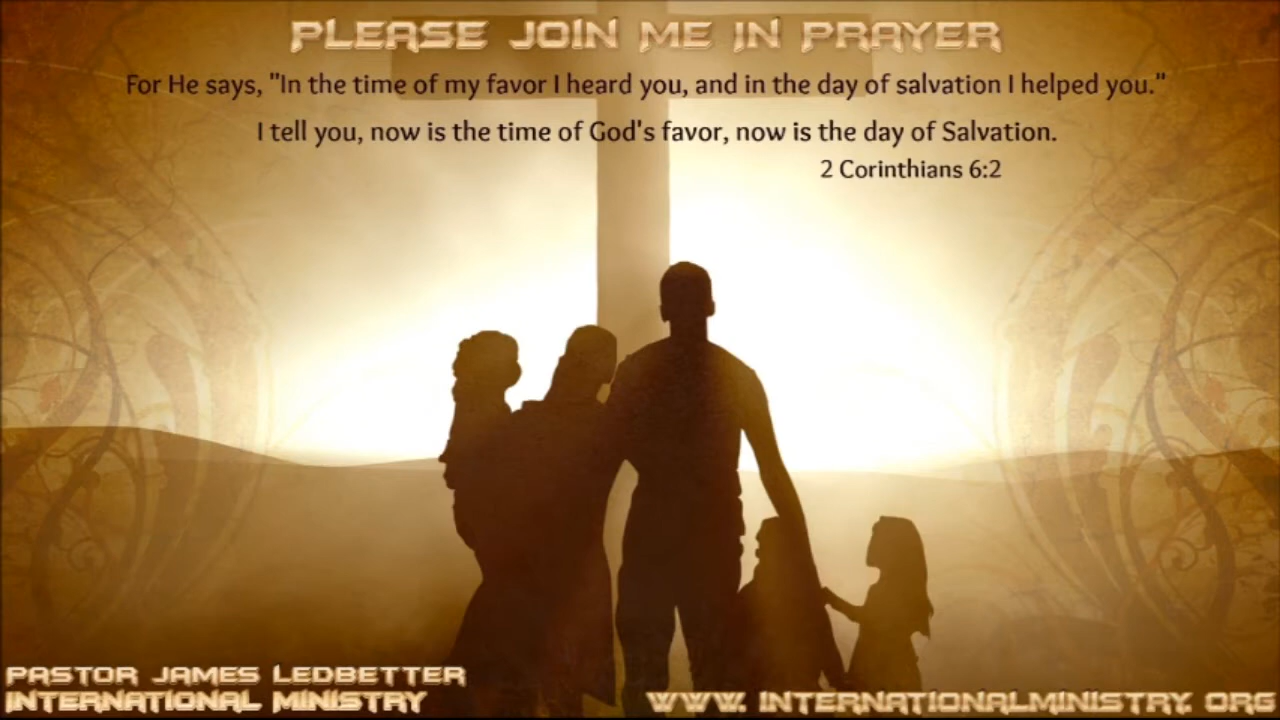 PLEASE JOIN ME IN PRAYER
For He says, "In the time of my favor I heard you, and in the day of salvation I helped you."
I tell you, now is the time of God's favor, now is the day of Salvation.
2 Corinthians 6:2
PASTOR JAMES LEDBETTER
INTERNATIONAL MINISTRY
WWW.INTERNATIONALMINISTRY.ORG